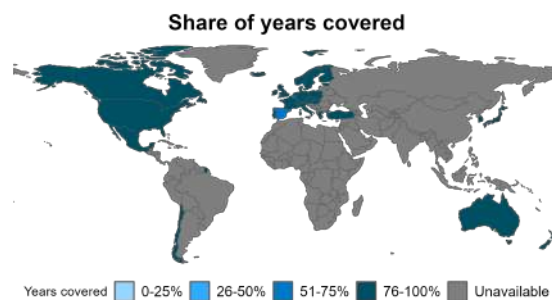 Share of years covered
Years covered 0-25% 26-50% 51-75% 76-100% Unavailable